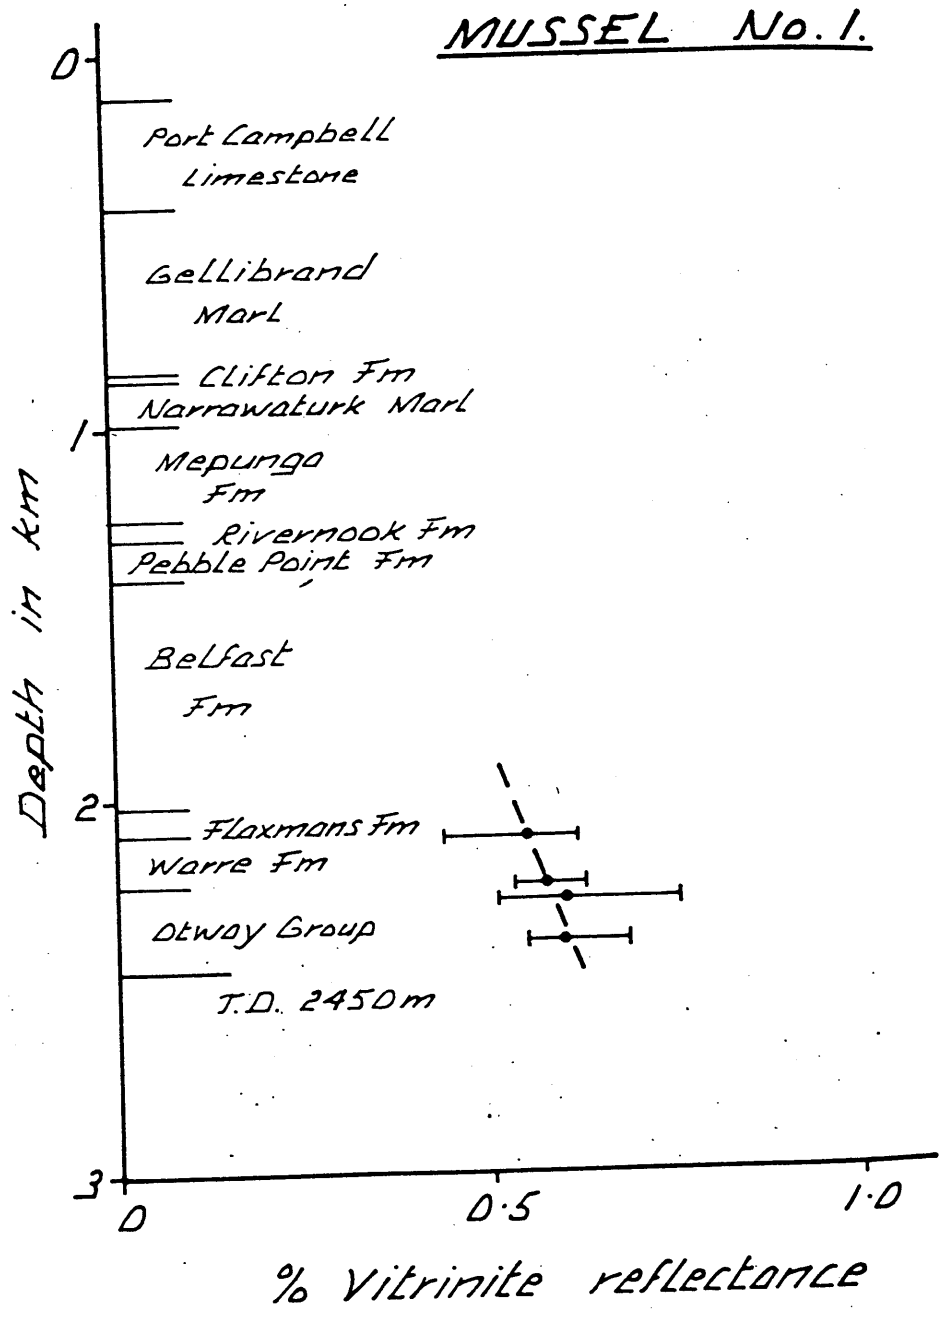 MUSSEL No. 1.
0
Port Campbell
Limestone
Gellibrand
Marl
Clifton Fm
Narrawaturk Marl
1
Mepunga
Fm
Rivernook Fm
Pebble Point Fm
Depth in km
Belfast
Fm
2
Flaxmans Fm
Warre Fm
Otway Group
T.D. 2450m
3
0
0.5
1.0
% Vitrinite reflectance